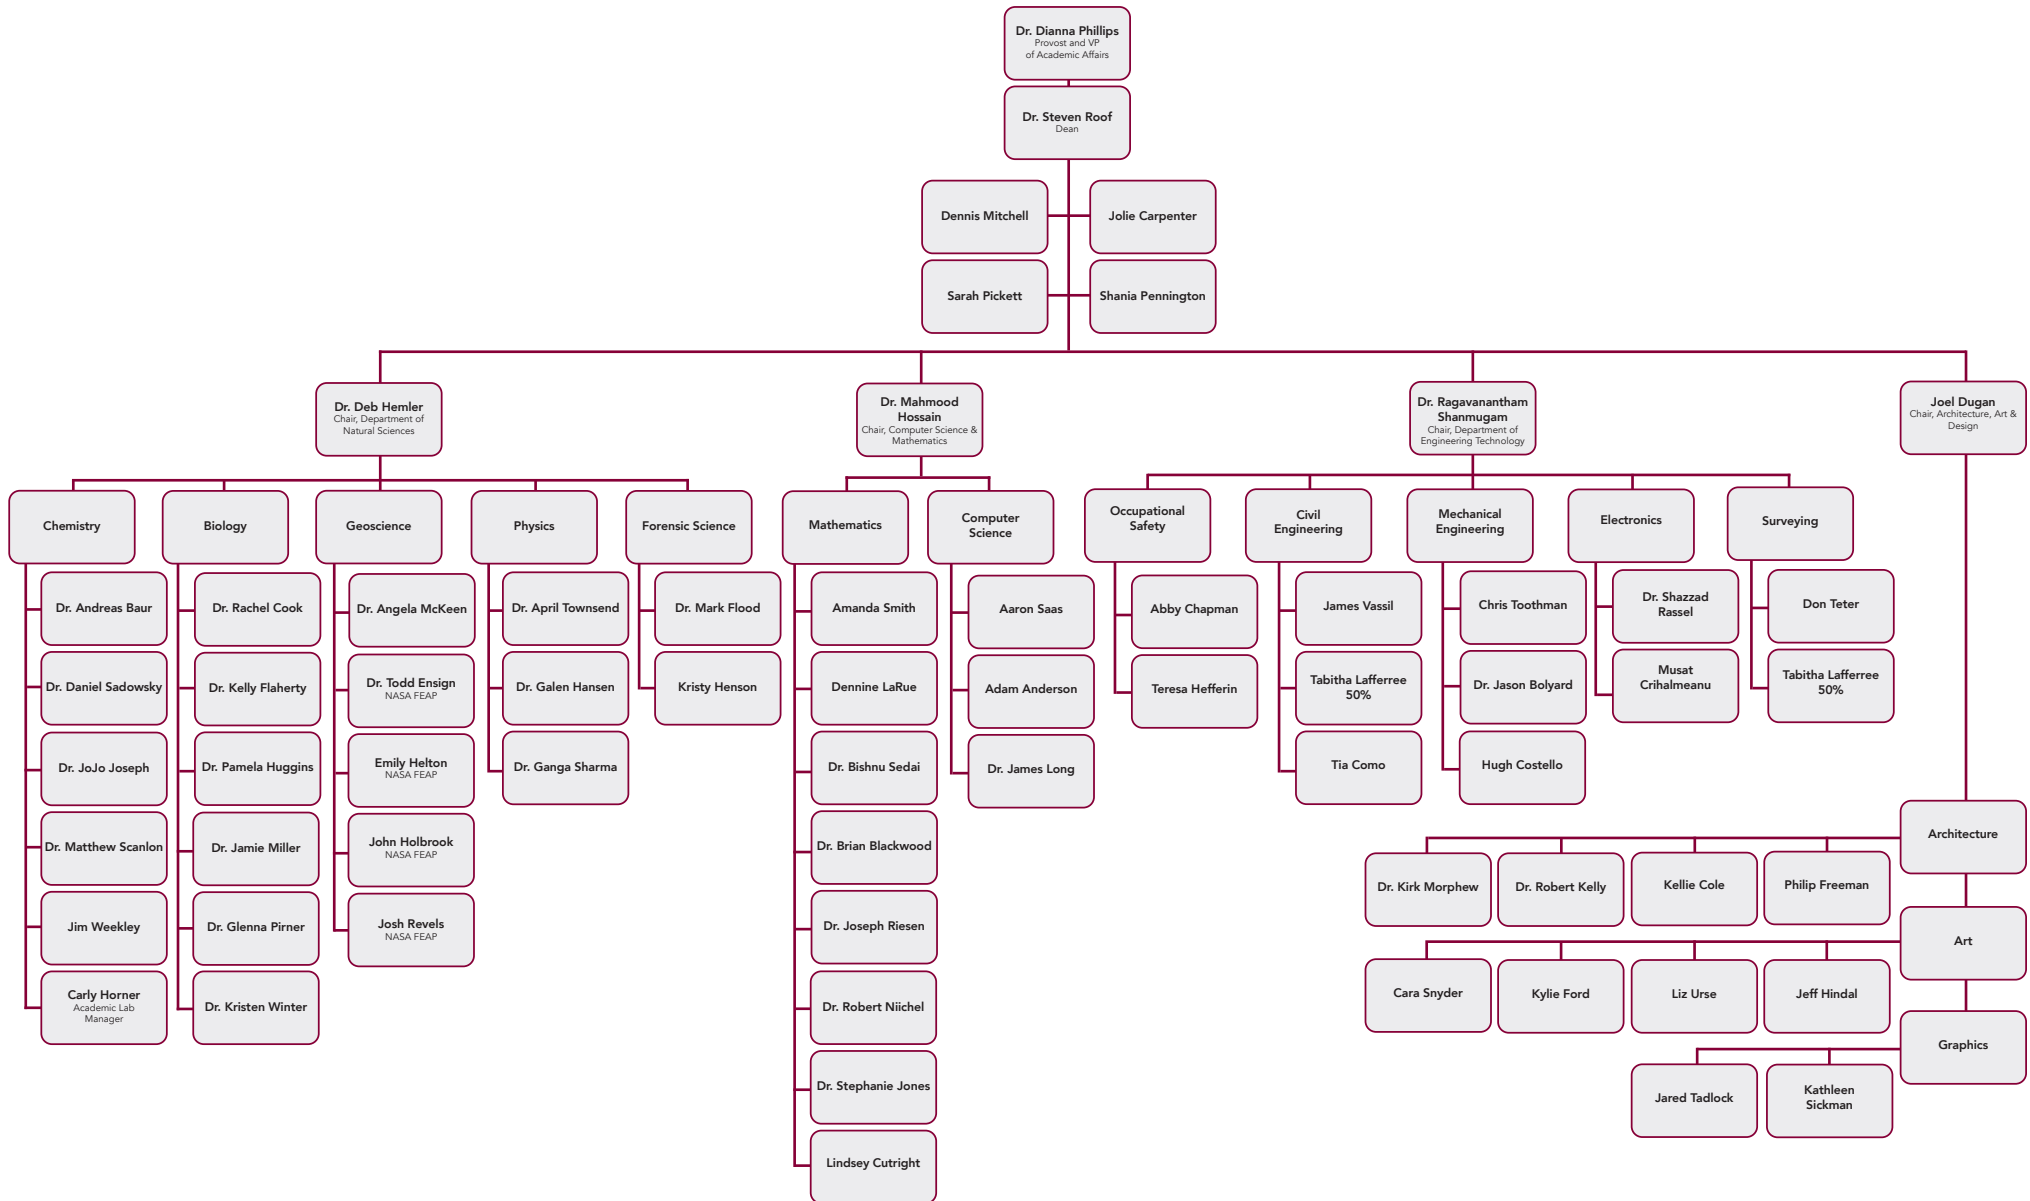 Dr. Dianna Phillips
Provost and VP
of Academic Affairs
Dr. Steven Roof
Dean
Dennis Mitchell
Jolie Carpenter
Sarah Pickett
Shania Pennington
Dr. Deb Hemler
Chair, Department of
Natural Sciences
Dr. Mahmood
Hossain
Chair, Computer Science &
Mathematics
Dr. Ragavanantham
Shanmugam
Chair, Department of
Engineering Technology
Joel Dugan
Chair, Architecture, Art &
Design
Chemistry
Dr. Andreas Baur
Dr. Daniel Sadowsky
Dr. JoJo Joseph
Dr. Matthew Scanlon
Jim Weekley
Carly Horner
Academic Lab
Manager
Biology
Dr. Rachel Cook
Dr. Kelly Flaherty
Dr. Pamela Huggins
Dr. Jamie Miller
Dr. Glenna Pirner
Dr. Kristen Winter
Geoscience
Dr. Angela McKeen
Dr. Todd Ensign
NASA FEAP
Emily Helton
NASA FEAP
John Holbrook
NASA FEAP
Josh Revels
NASA FEAP
Physics
Dr. April Townsend
Dr. Galen Hansen
Dr. Ganga Sharma
Forensic Science
Dr. Mark Flood
Kristy Henson
Mathematics
Amanda Smith
Dennine LaRue
Dr. Bishnu Sedai
Dr. Brian Blackwood
Dr. Joseph Riesen
Dr. Robert Niichel
Dr. Stephanie Jones
Lindsey Cutright
Computer
Science
Aaron Saas
Adam Anderson
Dr. James Long
Occupational
Safety
Abby Chapman
Teresa Hefferin
Civil
Engineering
James Vassil
Tabitha Lafferree
50%
Tia Como
Mechanical
Engineering
Chris Toothman
Dr. Jason Bolyard
Hugh Costello
Electronics
Dr. Shazzad
Rassel
Musat
Crihalmeanu
Surveying
Don Teter
Tabitha Lafferree
50%
Architecture
Dr. Kirk Morphew
Dr. Robert Kelly
Kellie Cole
Philip Freeman
Art
Cara Snyder
Kylie Ford
Liz Urse
Jeff Hindal
Graphics
Jared Tadlock
Kathleen
Sickman